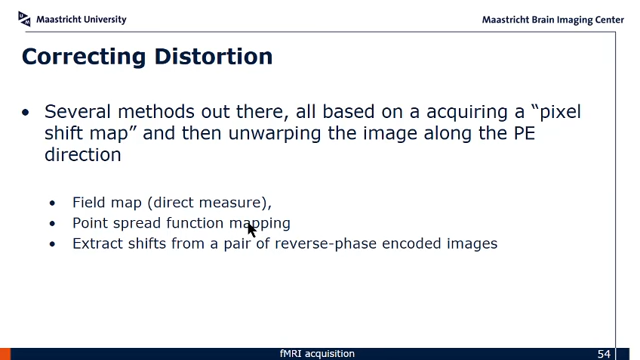 Maastricht University
Maastricht Brain Imaging Center
Correcting Distortion
• Several methods out there, all based on a acquiring a “pixel
shift map” and then unwarping the image along the PE
direction
• Field map (direct measure),
• Point spread function mapping
• Extract shifts from a pair of reverse-phase encoded images
fMRI acquisition
54